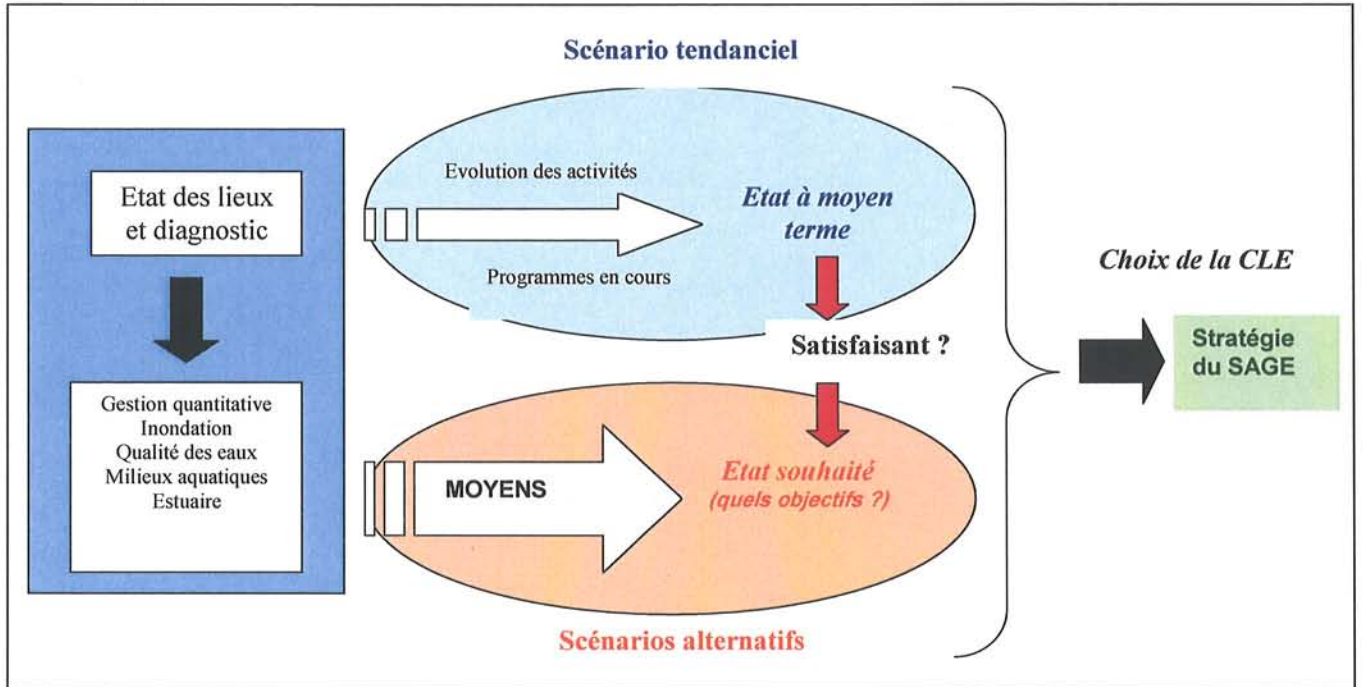 Scénario tendanciel
Etat des lieux
et diagnostic
Gestion quantitative
Inondation
Qualité des eaux
Milieux aquatiques
Estuaire
Evolution des activités
Programmes en cours
Etat à moyen
terme
Satisfaisant ?
MOYENS
Etat souhaité
(quels objectifs ?)
Scénarios alternatifs
Choix de la CLE
Stratégie
du SAGE